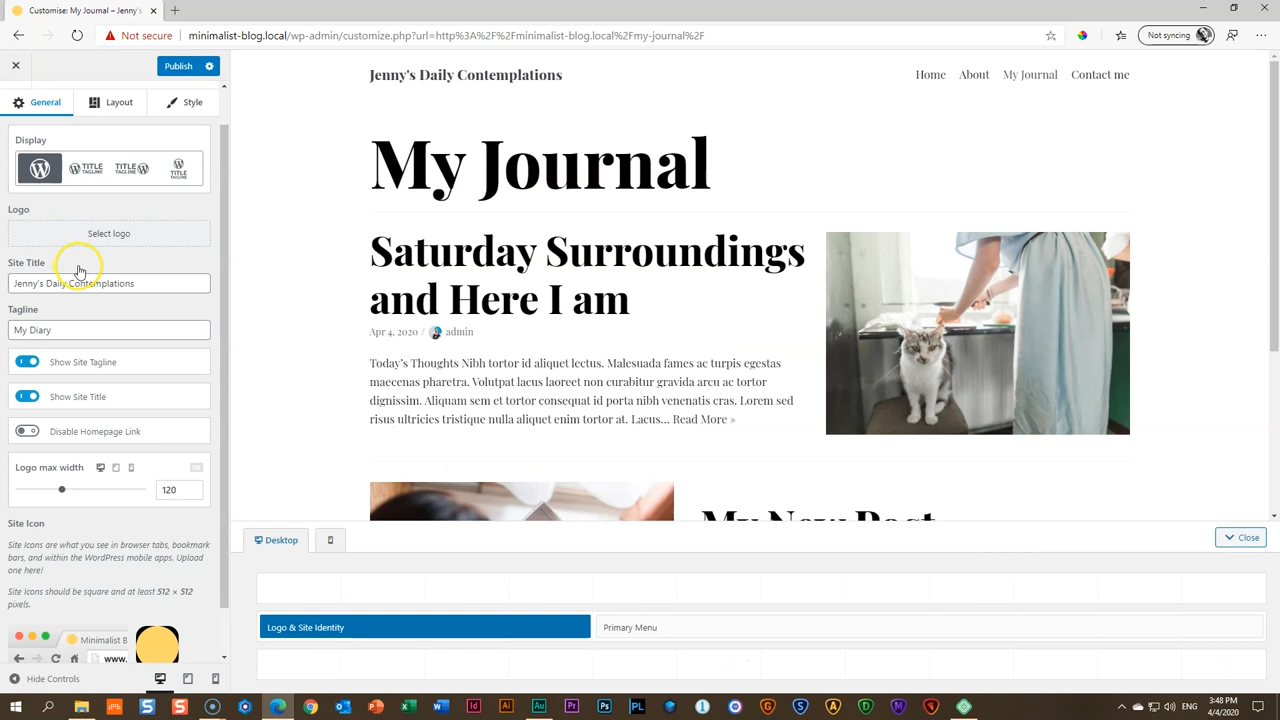 Customise: My Journal – Jenny's
Not secure
minimalist-blog.local/wp-admin/customize.php?url=http%3A%2F%2Fminimalist-blog.local%2Fmy-journal%2F
Not syncing
Publish
General
Layout
Style
Display
TITLE TAGLINE
TITLE TAGLINE
TITLE TAGLINE
Logo
Select logo
Site Title
Jenny's Daily Contemplations
Tagline
My Diary
Show Site Tagline
Show Site Title
Disable Homepage Link
Logo max width
PX
120
Site Icon
Site Icons are what you see in browser tabs, bookmark
bars, and within the WordPress mobile apps. Upload
one here!
Site Icons should be square and at least 512 × 512
pixels.
Minimalist B
www.
Hide Controls
Jenny's Daily Contemplations
Home About My Journal Contact me
My Journal
Saturday Surroundings
and Here I am
Apr 4, 2020 / admin
Today's Thoughts Nibh tortor id aliquet lectus. Malesuada fames ac turpis egestas
maecenas pharetra. Volutpat lacus laoreet non curabitur gravida arcu ac tortor
dignissim. Aliquam sem et tortor consequat id porta nibh venenatis cras. Lorem sed
risus ultricies tristique nulla aliquet enim tortor at. Lacus… Read More »
My New Post
Desktop
Close
Logo & Site Identity
Primary Menu
ENG
3:48 PM
4/4/2020